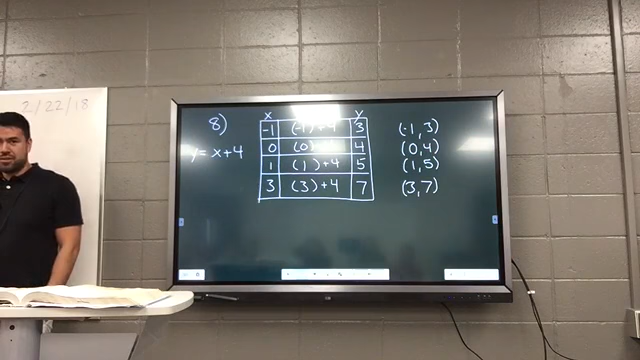 2/22/18
8)
y = x+4
x y
-1 (-1)+4 3 (-1,3)
0 (0)+4 4 (0,4)
1 (1)+4 5 (1,5)
3 (3)+4 7 (3,7)